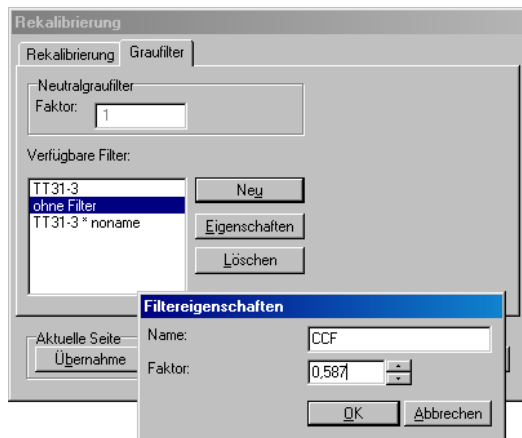 Rekalibrierung
Rekalibrierung Graufilter
Neutralgraufilter
Faktor: 1
Verfügbare Filter:
TT31-3
ohne Filter
TT31-3 * noname
Neu
Eigenschaften
Löschen
Filtereigenschaften
Name: CCF
Faktor: 0,587
OK Abbrechen
Aktuelle Seite
Übernahme